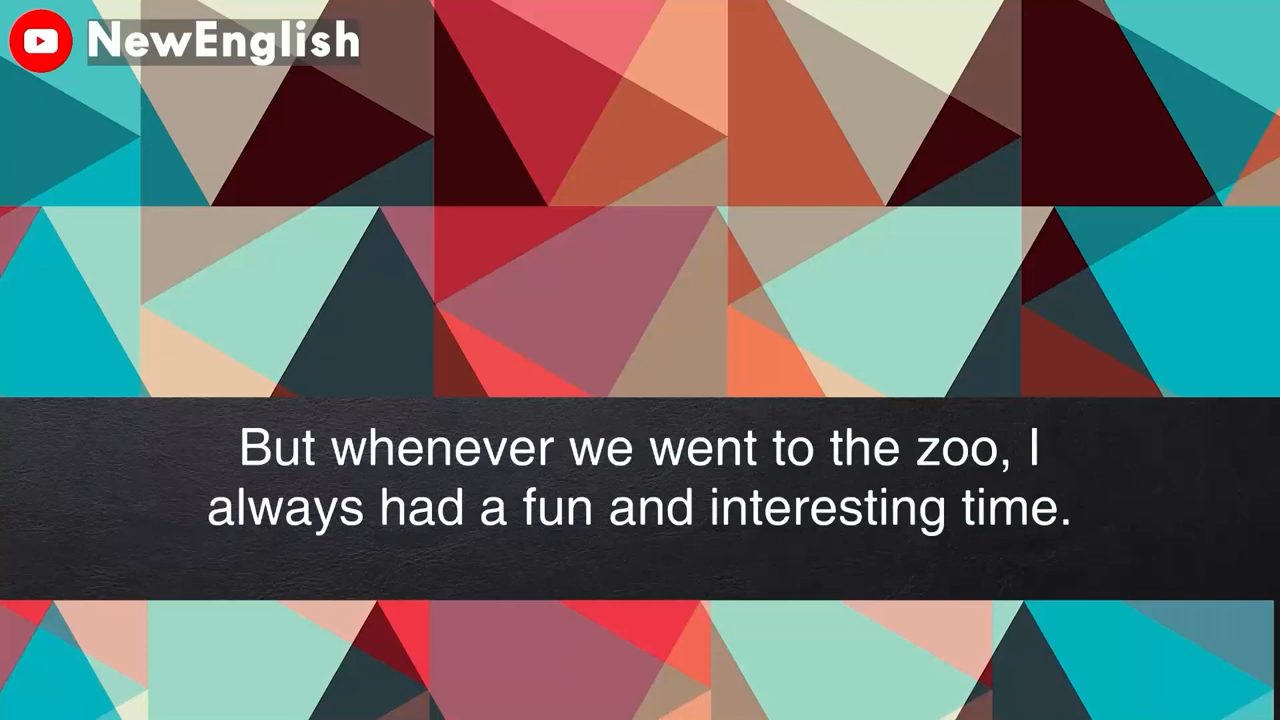 NewEnglish
But whenever we went to the zoo, I
always had a fun and interesting time.